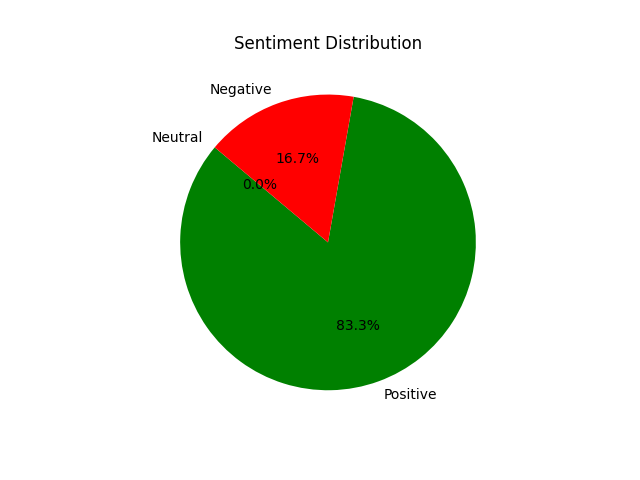 Sentiment Distribution
Negative
Neutral
16.7%
0.0%
83.3%
Positive